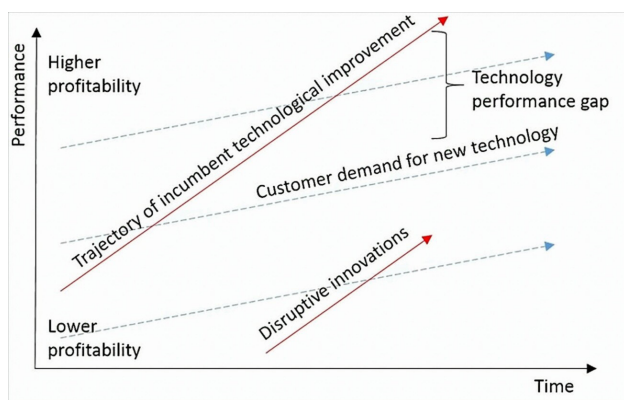 Performance
Higher
profitability
Trajectory of incumbent technological improvement
Technology
performance gap
Customer demand for new technology
Disruptive innovations
Lower
profitability
Time